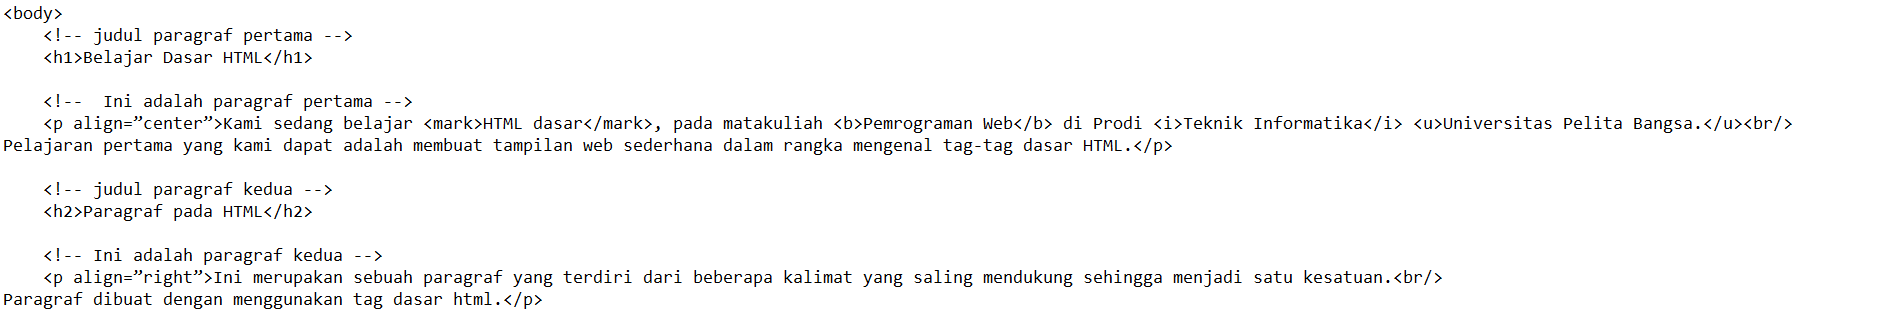 <body>
    <!-- judul paragraf pertama -->
    <h1>Belajar Dasar HTML</h1>

    <!--  Ini adalah paragraf pertama -->
    <p align=”center”>Kami sedang belajar <mark>HTML dasar</mark>, pada matakuliah <b>Pemrograman Web</b> di Prodi <i>Teknik Informatika</i> <u>Universitas Pelita Bangsa.</u><br/>
Pelajaran pertama yang kami dapat adalah membuat tampilan web sederhana dalam rangka mengenal tag-tag dasar HTML.</p>

    <!-- judul paragraf kedua -->
    <h2>Paragraf pada HTML</h2>

    <!-- Ini adalah paragraf kedua -->
    <p align=”right”>Ini merupakan sebuah paragraf yang terdiri dari beberapa kalimat yang saling mendukung sehingga menjadi satu kesatuan.<br/>
Paragraf dibuat dengan menggunakan tag dasar html.</p>